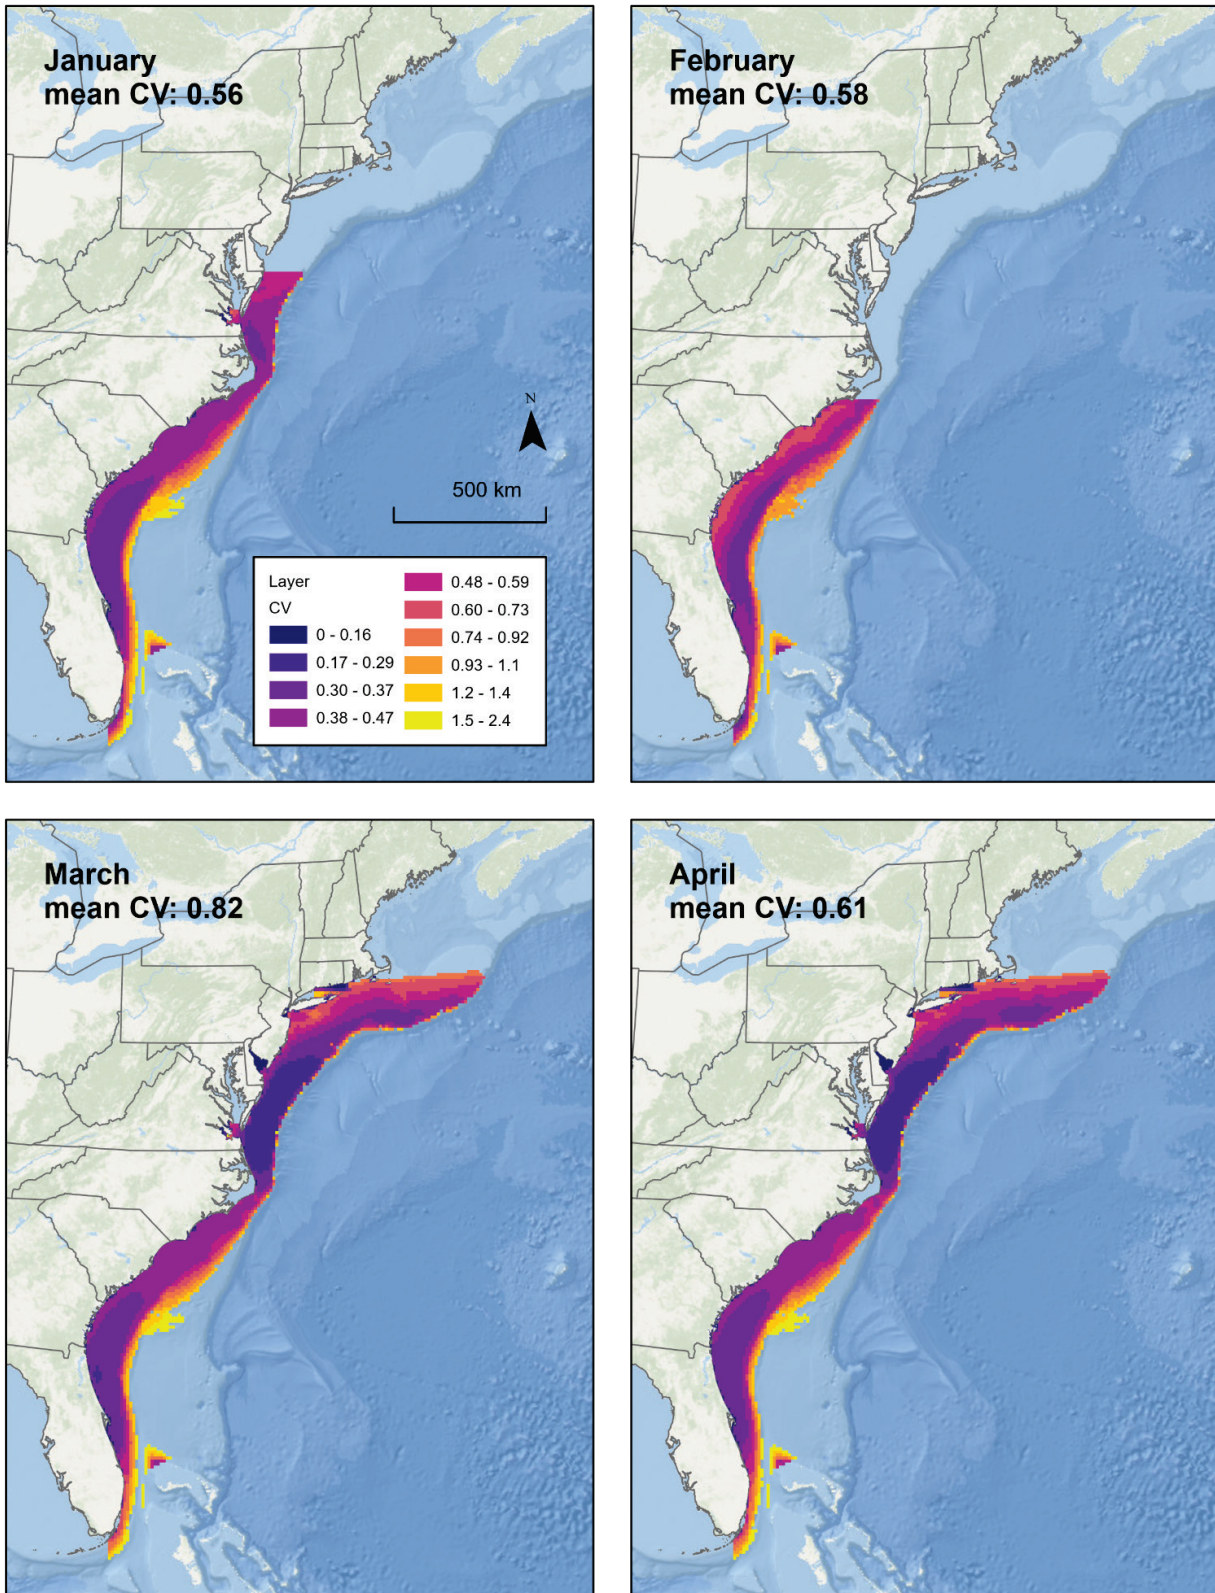 January
mean CV: 0.56
February
mean CV: 0.58
N
500 km
Layer
CV
0 - 0.16
0.17 - 0.29
0.30 - 0.37
0.38 - 0.47
0.48 - 0.59
0.60 - 0.73
0.74 - 0.92
0.93 - 1.1
1.2 - 1.4
1.5 - 2.4
March
mean CV: 0.82
April
mean CV: 0.61